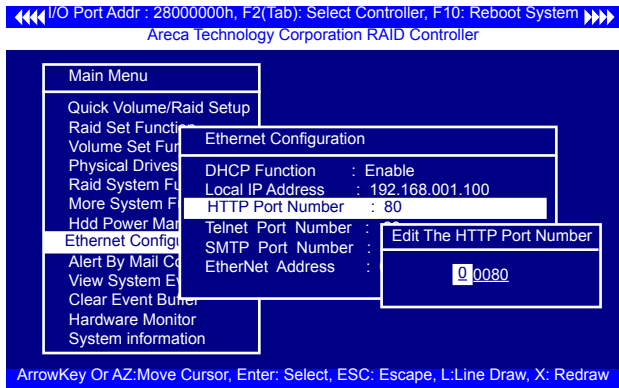 I/O Port Addr : 28000000h, F2(Tab): Select Controller, F10: Reboot System
Areca Technology Corporation RAID Controller
Main Menu
Quick Volume/Raid Setup
Raid Set Function
Volume Set Fun
Physical Drives
Raid System Fu
More System F
Hdd Power Man
Ethernet Configu
Alert By Mail Co
View System Ev
Clear Event Buffer
Hardware Monitor
System information
Ethernet Configuration
DHCP Function : Enable
Local IP Address : 192.168.001.100
HTTP Port Number : 80
Telnet Port Number :
SMTP Port Number :
EtherNet Address :
Edit The HTTP Port Number
0 0080
ArrowKey Or AZ:Move Cursor, Enter: Select, ESC: Escape, L:Line Draw, X: Redraw